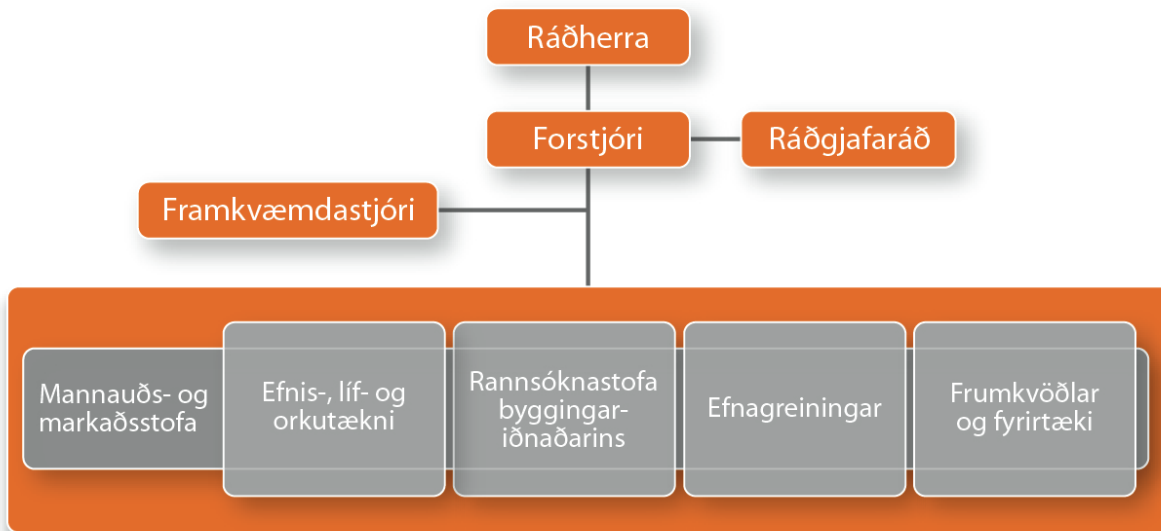 Ráðherra
Forstjóri
Ráðgjafaráð
Framkvæmdastjóri
Mannauðs- og
markaðsstofa
Efnis-, líf- og
orkutækni
Rannsóknastofa
byggingar-
iðnaðarins
Efnagreiningar
Frumkvöðlar
og fyrirtæki